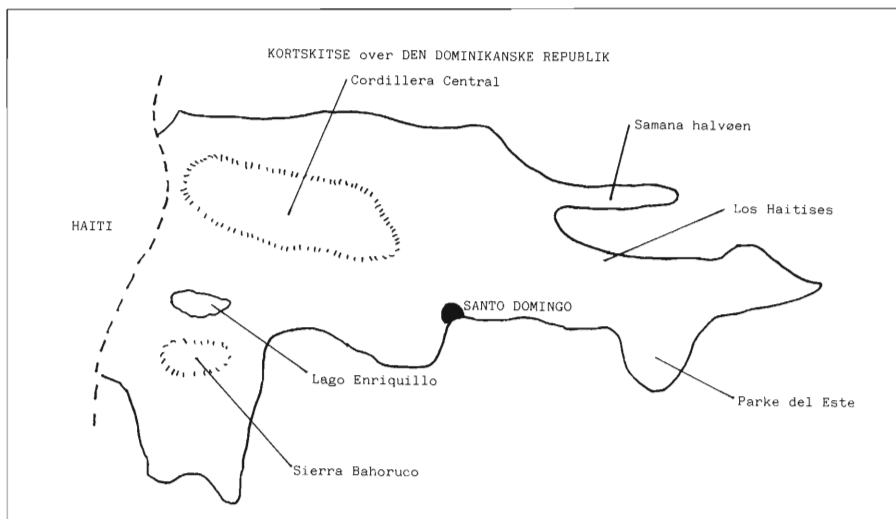 KORTSKITSE over DEN DOMINIKANSKE REPUBLIK
Cordillera Central
Samana halvøen
Los Haitises
HAITI
SANTO DOMINGO
Lago Enriquillo
Parke del Este
Sierra Bahoruco